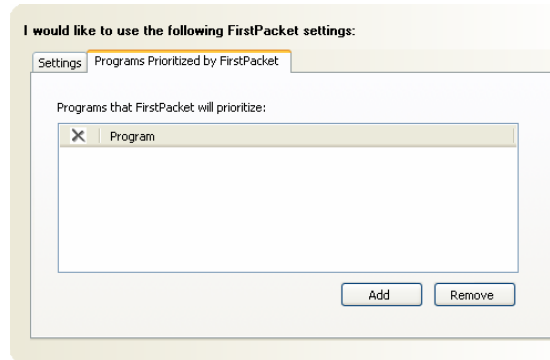 I would like to use the following FirstPacket settings:
Settings Programs Prioritized by FirstPacket
Programs that FirstPacket will prioritize:
Program
Add Remove